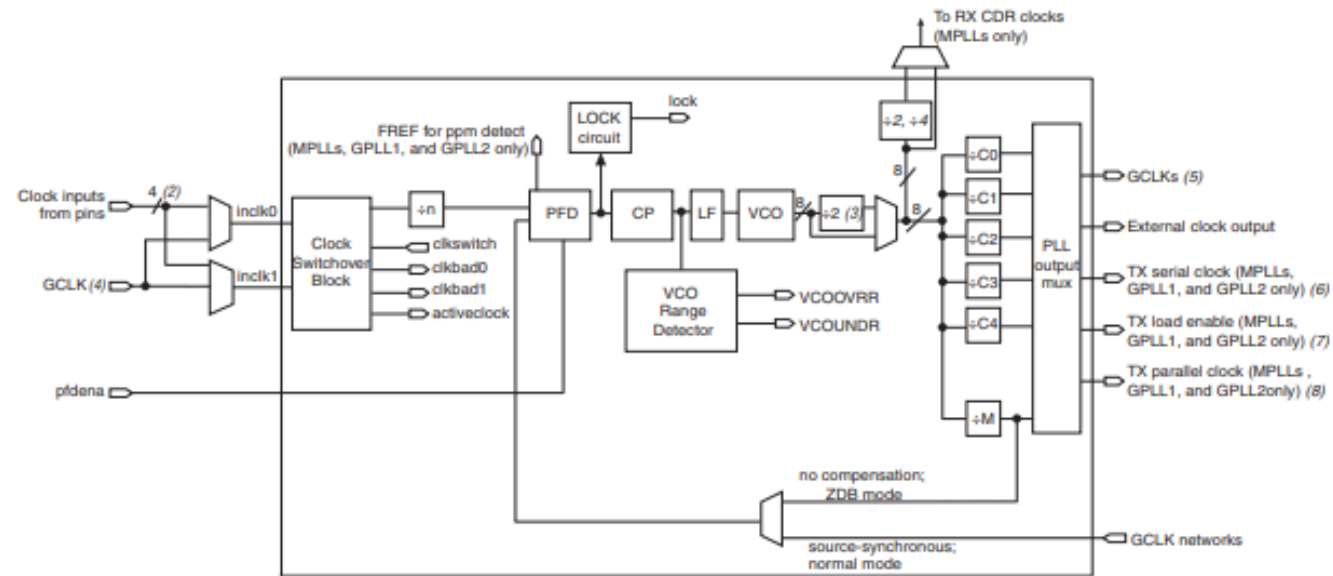 To RX CDR clocks
(MPLLs only)
lock
LOCK
circuit
÷2, ÷4
FREF for ppm detect
(MPLLs, GPLL1, and GPLL2 only)
8
÷C0
GCLKs (5)
Clock inputs
from pins
4 (2)
inclk0
÷n
PFD
CP
LF
VCO
8
÷2 (3)
8
÷C1
External clock output
Clock
Switchover
Block
clkswitch
clkbad0
clkbad1
activeclock
÷C2
PLL
output
mux
GCLK (4)
inclk1
VCO
Range
Detector
VCOOVRR
VCOUNDR
÷C3
TX serial clock (MPLLs,
GPLL1, and GPLL2 only) (6)
÷C4
TX load enable (MPLLs,
GPLL1, and GPLL2 only) (7)
pfdena
TX parallel clock (MPLLs ,
GPLL1, and GPLL2only) (8)
÷M
no compensation;
ZDB mode
GCLK networks
source-synchronous;
normal mode